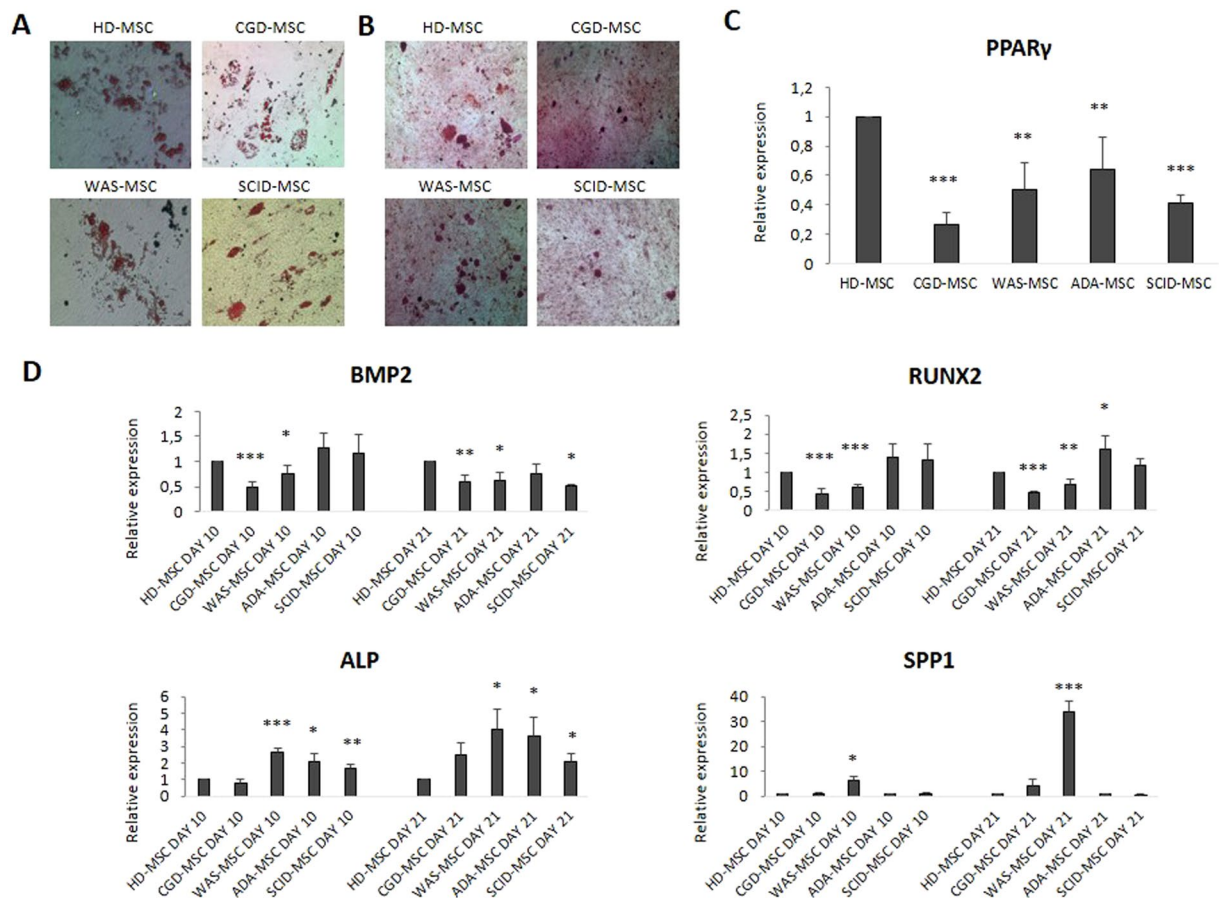 A
HD-MSC
CGD-MSC
WAS-MSC
SCID-MSC
B
HD-MSC
CGD-MSC
WAS-MSC
SCID-MSC
C
PPARγ
Relative expression
1,2
1
0,8
0,6
0,4
0,2
0
***
**
**
***
HD-MSC
CGD-MSC
WAS-MSC
ADA-MSC
SCID-MSC
D
BMP2
Relative expression
2
1,5
1
0,5
0
***
*
**
*
*
HD-MSC DAY 10
CGD-MSC DAY 10
WAS-MSC DAY 10
ADA-MSC DAY 10
SCID-MSC DAY 10
HD-MSC DAY 21
CGD-MSC DAY 21
WAS-MSC DAY 21
ADA-MSC DAY 21
SCID-MSC DAY 21
RUNX2
Relative expression
2,5
2
1,5
1
0,5
0
***
***
***
**
*
HD-MSC DAY 10
CGD-MSC DAY 10
WAS-MSC DAY 10
ADA-MSC DAY 10
SCID-MSC DAY 10
HD-MSC DAY 21
CGD-MSC DAY 21
WAS-MSC DAY 21
ADA-MSC DAY 21
SCID-MSC DAY 21
ALP
Relative expression
6
5
4
3
2
1
0
***
*
**
*
*
*
HD-MSC DAY 10
CGD-MSC DAY 10
WAS-MSC DAY 10
ADA-MSC DAY 10
SCID-MSC DAY 10
HD-MSC DAY 21
CGD-MSC DAY 21
WAS-MSC DAY 21
ADA-MSC DAY 21
SCID-MSC DAY 21
SPP1
Relative expression
40
30
20
10
0
*
***
HD-MSC DAY 10
CGD-MSC DAY 10
WAS-MSC DAY 10
ADA-MSC DAY 10
SCID-MSC DAY 10
HD-MSC DAY 21
CGD-MSC DAY 21
WAS-MSC DAY 21
ADA-MSC DAY 21
SCID-MSC DAY 21